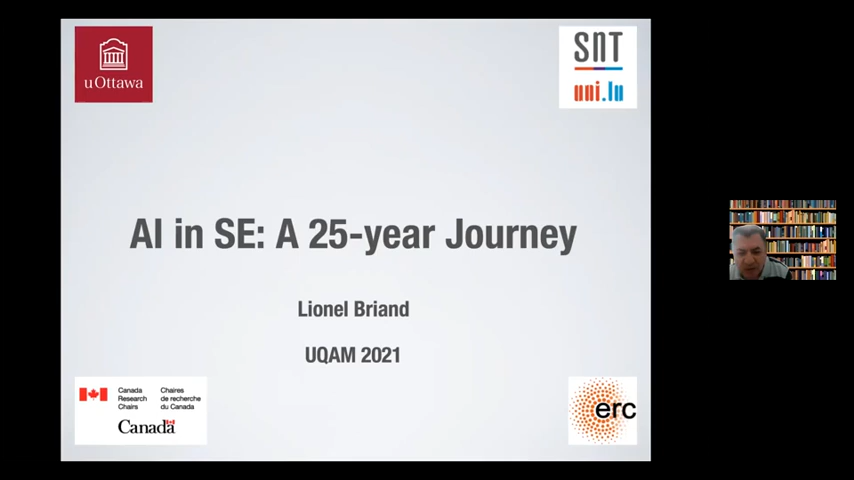 uOttawa
SNT
uni.lu
AI in SE: A 25-year Journey
Lionel Briand
UQAM 2021
Canada Chaires
Research de recherche
Chairs du Canada
Canada
erc